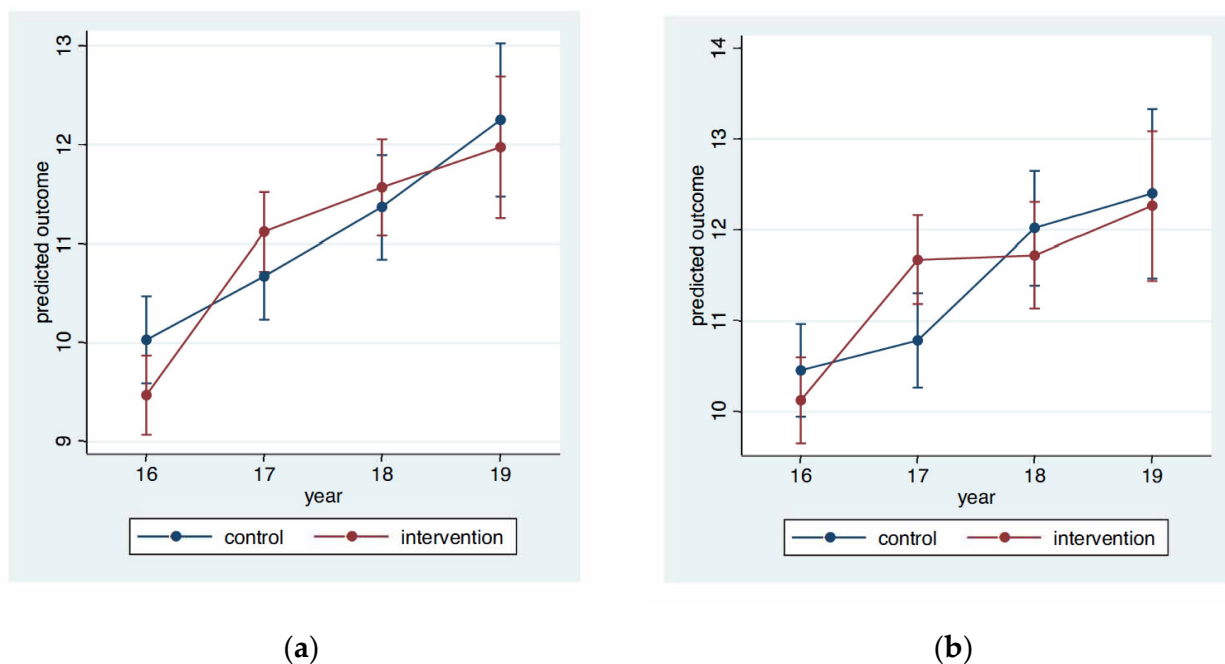 predicted outcome
13
12
11
10
9
16 17 18 19
year
control intervention
(a)
predicted outcome
14
13
12
11
10
16 17 18 19
year
control intervention
(b)